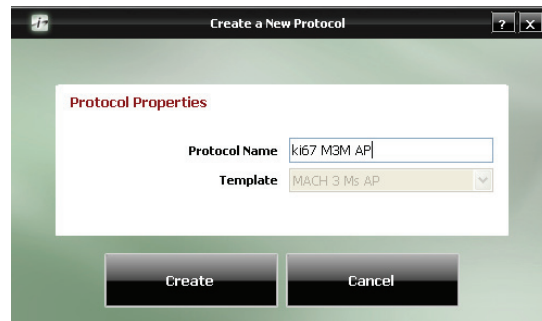 i
Create a New Protocol
? X
Protocol Properties
Protocol Name ki67 M3M AP
Template MACH 3 Ms AP
Create Cancel